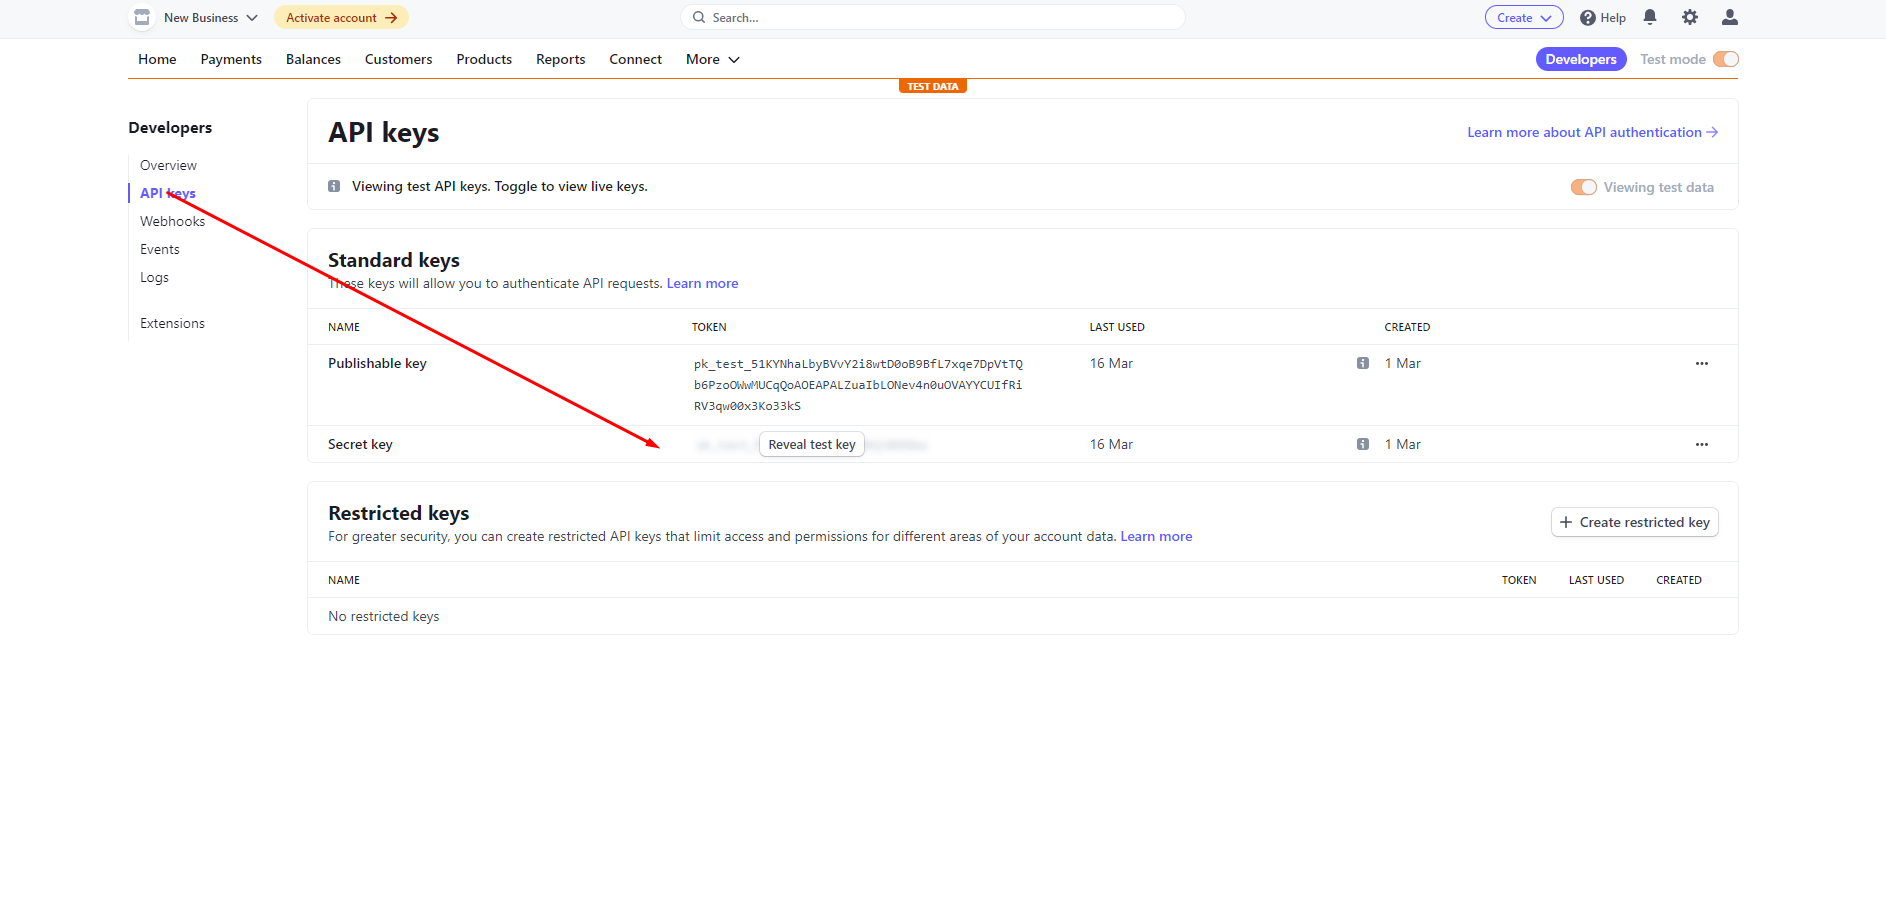 New Business
Activate account
Search...
Create
Help
Home Payments Balances Customers Products Reports Connect More
Developers
Test mode
TEST DATA
Developers
Overview
API keys
Webhooks
Events
Logs
Extensions
API keys
Learn more about API authentication
Viewing test API keys. Toggle to view live keys.
Viewing test data
Standard keys
These keys will allow you to authenticate API requests. Learn more
NAME TOKEN LAST USED CREATED
Publishable key
pk_test_51KYNhaLbyBVvY2i8wtD0oB9BfL7xqe7DpVtTQ
b6PzoOWwMUCqQoAOEAPALZuaIbLONev4n0uOVAYYCUIfRi
RV3qw00x3Ko33kS
16 Mar
1 Mar
Secret key
Reveal test key
16 Mar
1 Mar
Restricted keys
For greater security, you can create restricted API keys that limit access and permissions for different areas of your account data. Learn more
Create restricted key
NAME TOKEN LAST USED CREATED
No restricted keys